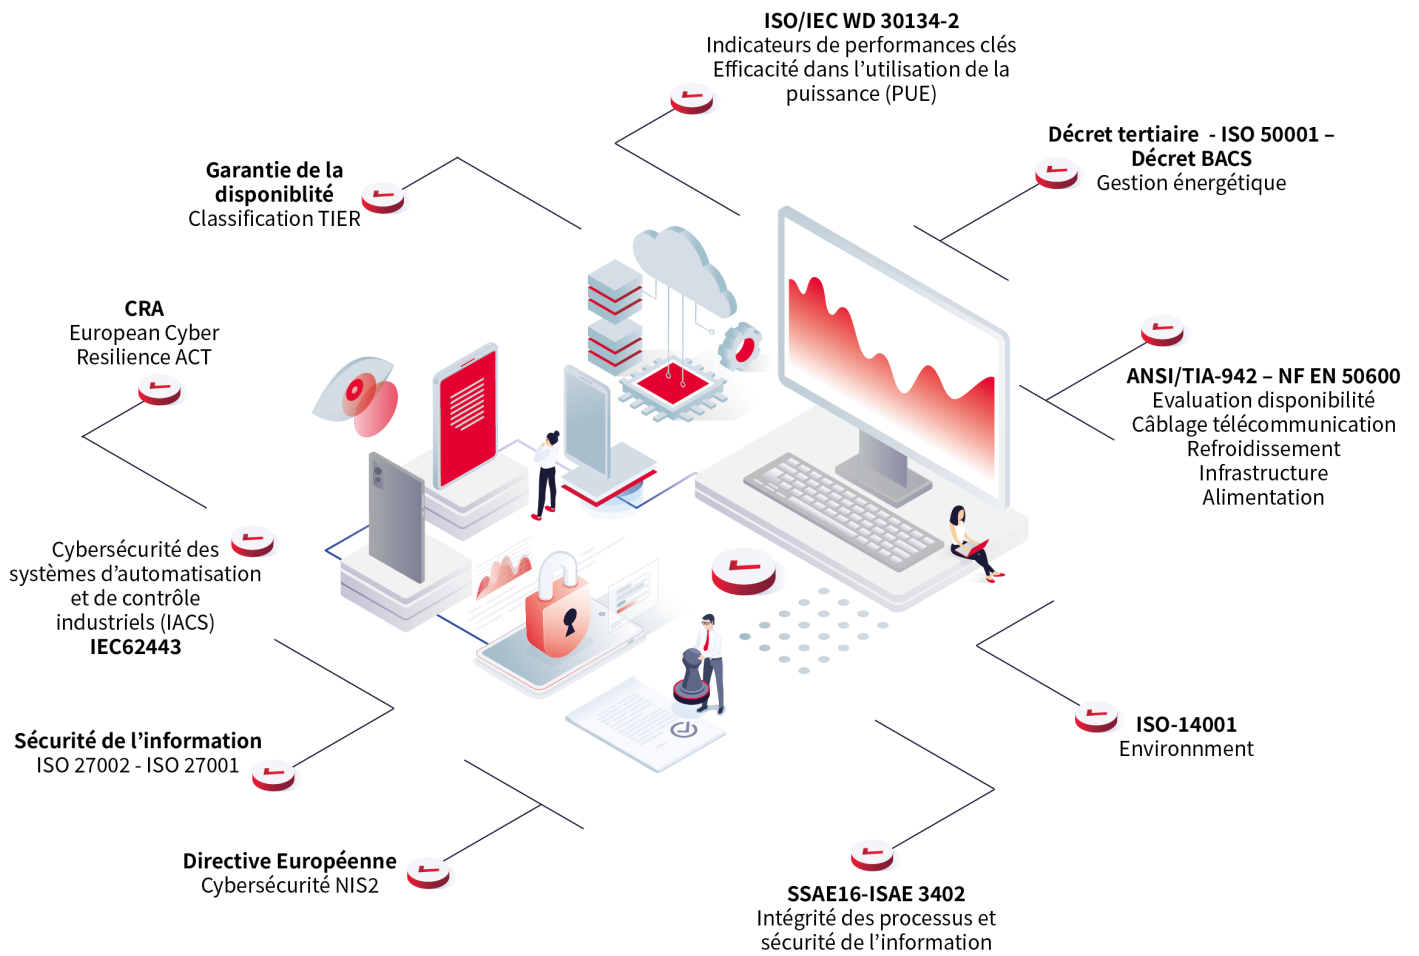 ISO/IEC WD 30134-2
Indicateurs de performances clés
Efficacité dans l’utilisation de la
puissance (PUE)
Décret tertiaire - ISO 50001 –
Décret BACS
Gestion énergétique
Garantie de la
disponiblité
Classification TIER
CRA
European Cyber
Resilience ACT
ANSI/TIA-942 – NF EN 50600
Evaluation disponibilité
Câblage télécommunication
Refroidissement
Infrastructure
Alimentation
Cybersécurité des
systèmes d’automatisation
et de contrôle
industriels (IACS)
IEC62443
Sécurité de l’information
ISO 27002 - ISO 27001
ISO-14001
Environnment
Directive Européenne
Cybersécurité NIS2
SSAE16-ISAE 3402
Intégrité des processus et
sécurité de l’information